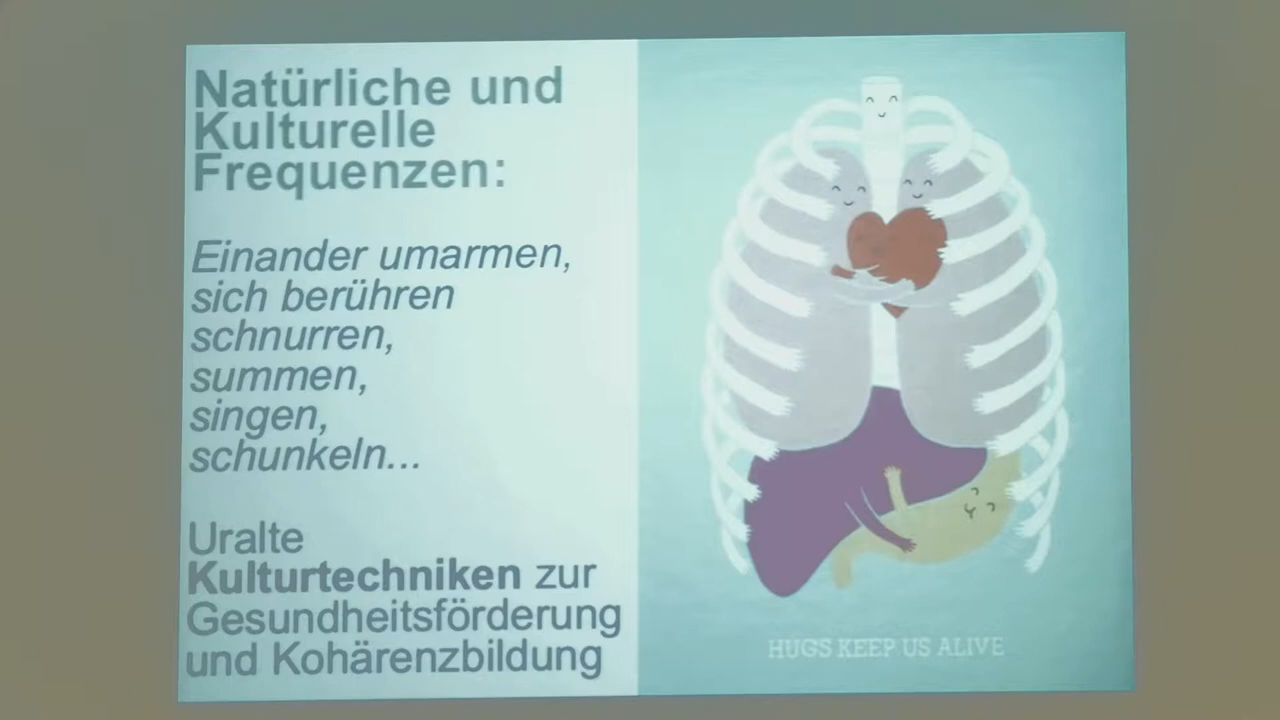 Natürliche und
Kulturelle
Frequenzen:
Einander umarmen,
sich berühren
schnurren,
summen,
singen,
schunkeln...
Uralte
Kulturtechniken zur
Gesundheitsförderung
und Kohärenzbildung
HUGS KEEP US ALIVE